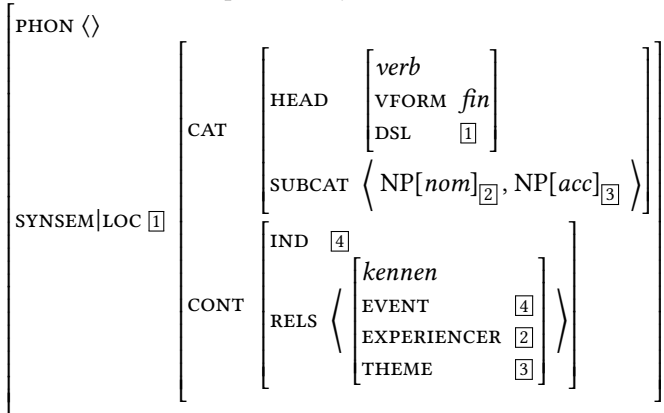 PHON ⟨⟩
SYNSEM|LOC [1]
CAT
HEAD
verb
VFORM fin
DSL [1]
SUBCAT ⟨ NP[nom][2], NP[acc][3] ⟩
CONT
IND [4]
RELS ⟨
kennen
EVENT [4]
EXPERIENCER [2]
THEME [3]
⟩